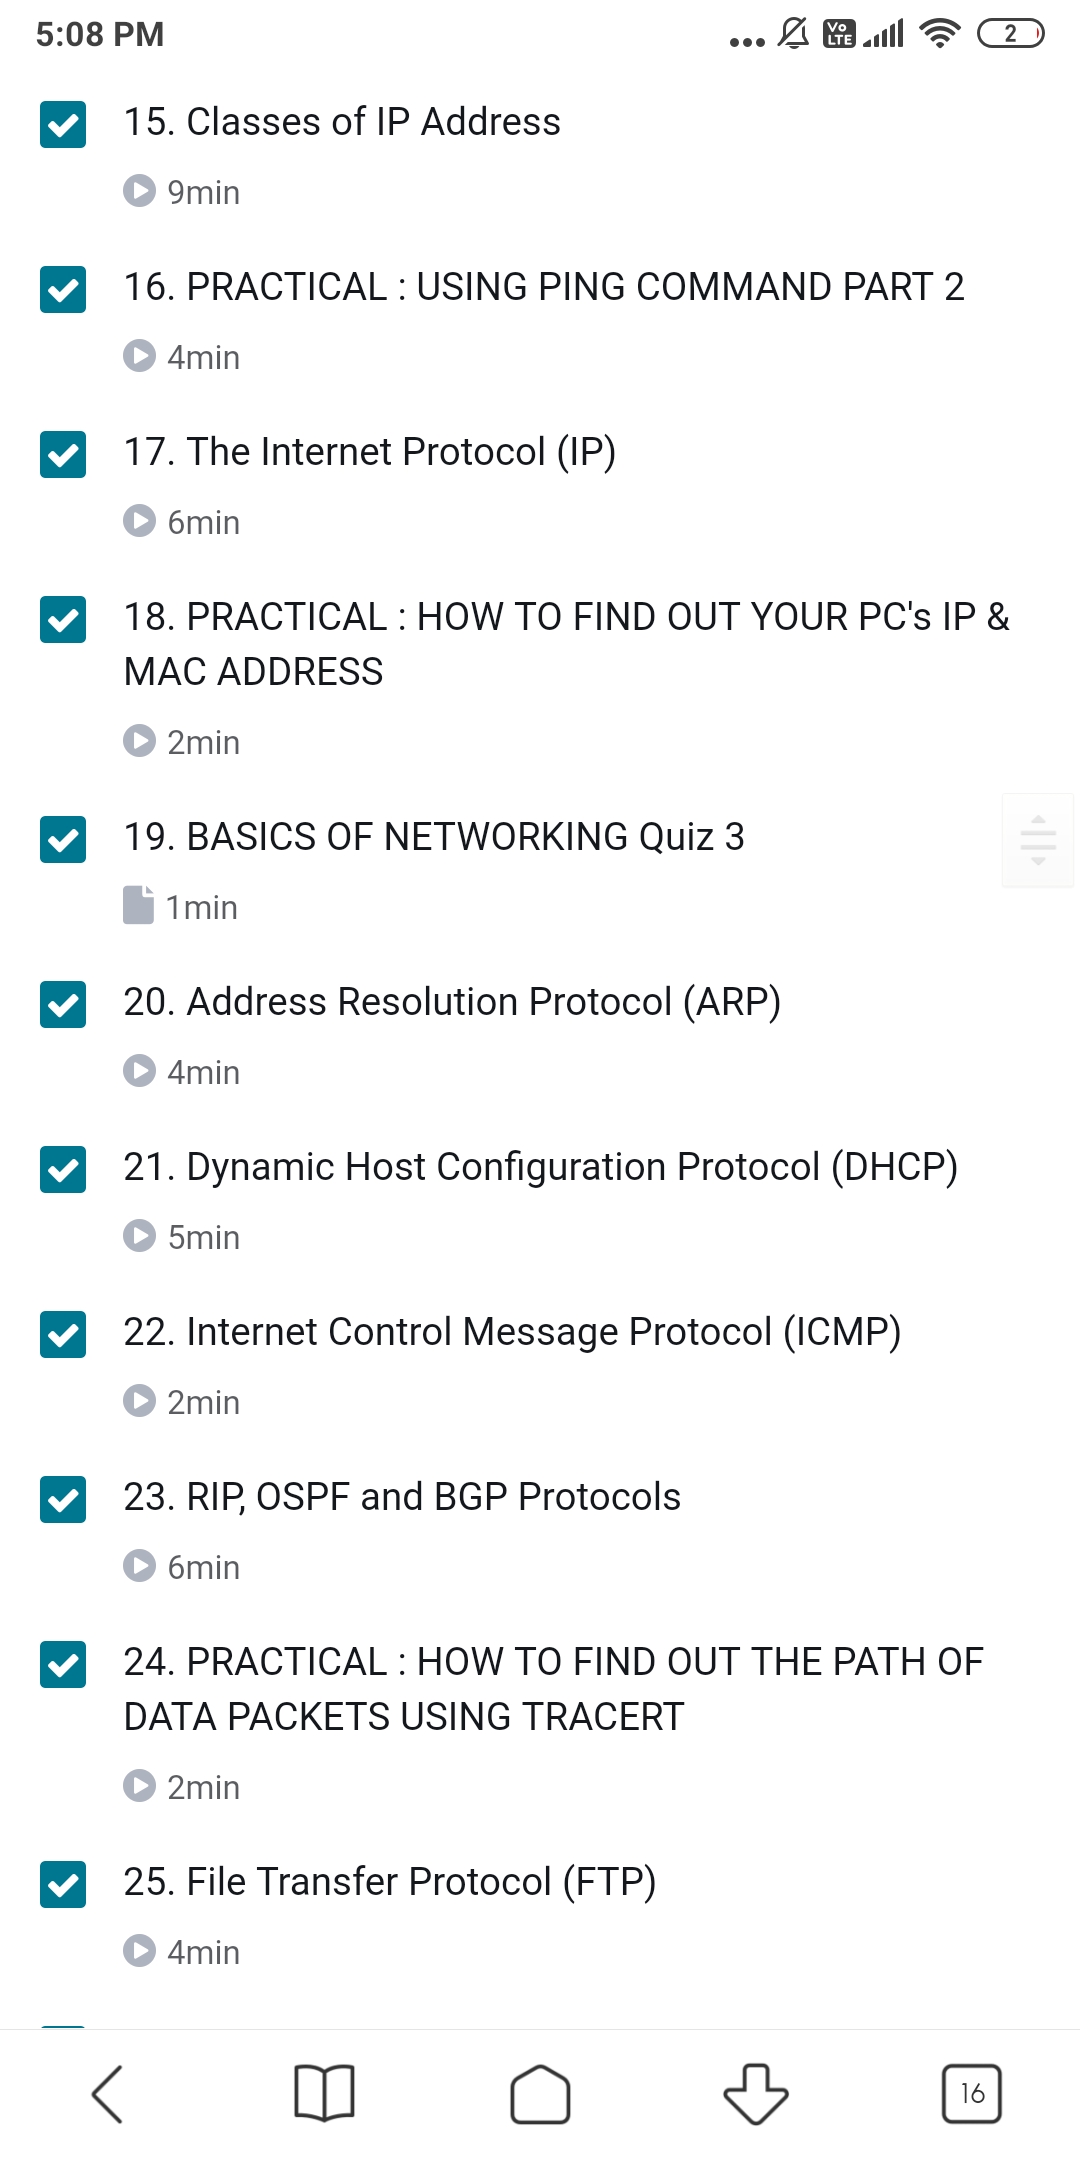 5:08 PM
Vo LTE
2
15. Classes of IP Address
9min
16. PRACTICAL : USING PING COMMAND PART 2
4min
17. The Internet Protocol (IP)
6min
18. PRACTICAL : HOW TO FIND OUT YOUR PC's IP &
MAC ADDRESS
2min
19. BASICS OF NETWORKING Quiz 3
1min
20. Address Resolution Protocol (ARP)
4min
21. Dynamic Host Configuration Protocol (DHCP)
5min
22. Internet Control Message Protocol (ICMP)
2min
23. RIP, OSPF and BGP Protocols
6min
24. PRACTICAL : HOW TO FIND OUT THE PATH OF
DATA PACKETS USING TRACERT
2min
25. File Transfer Protocol (FTP)
4min
16